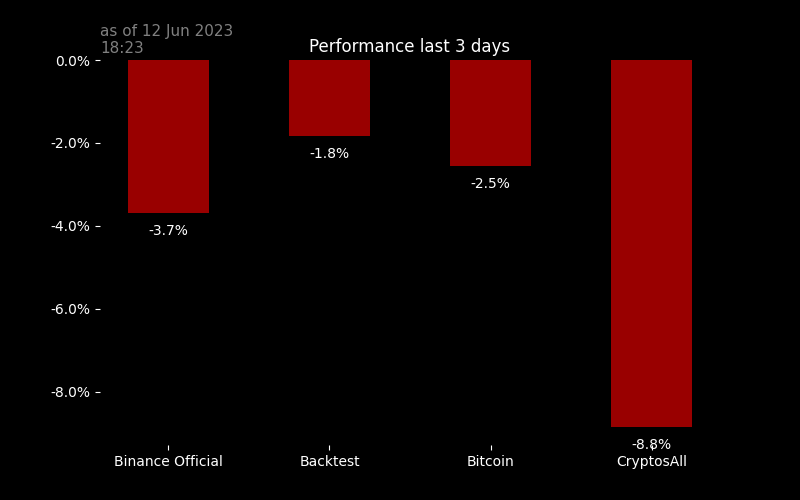 as of 12 Jun 2023
18:23
Performance last 3 days
0.0%
-2.0%
-4.0%
-6.0%
-8.0%
-3.7%
-1.8%
-2.5%
-8.8%
Binance Official
Backtest
Bitcoin
CryptosAll